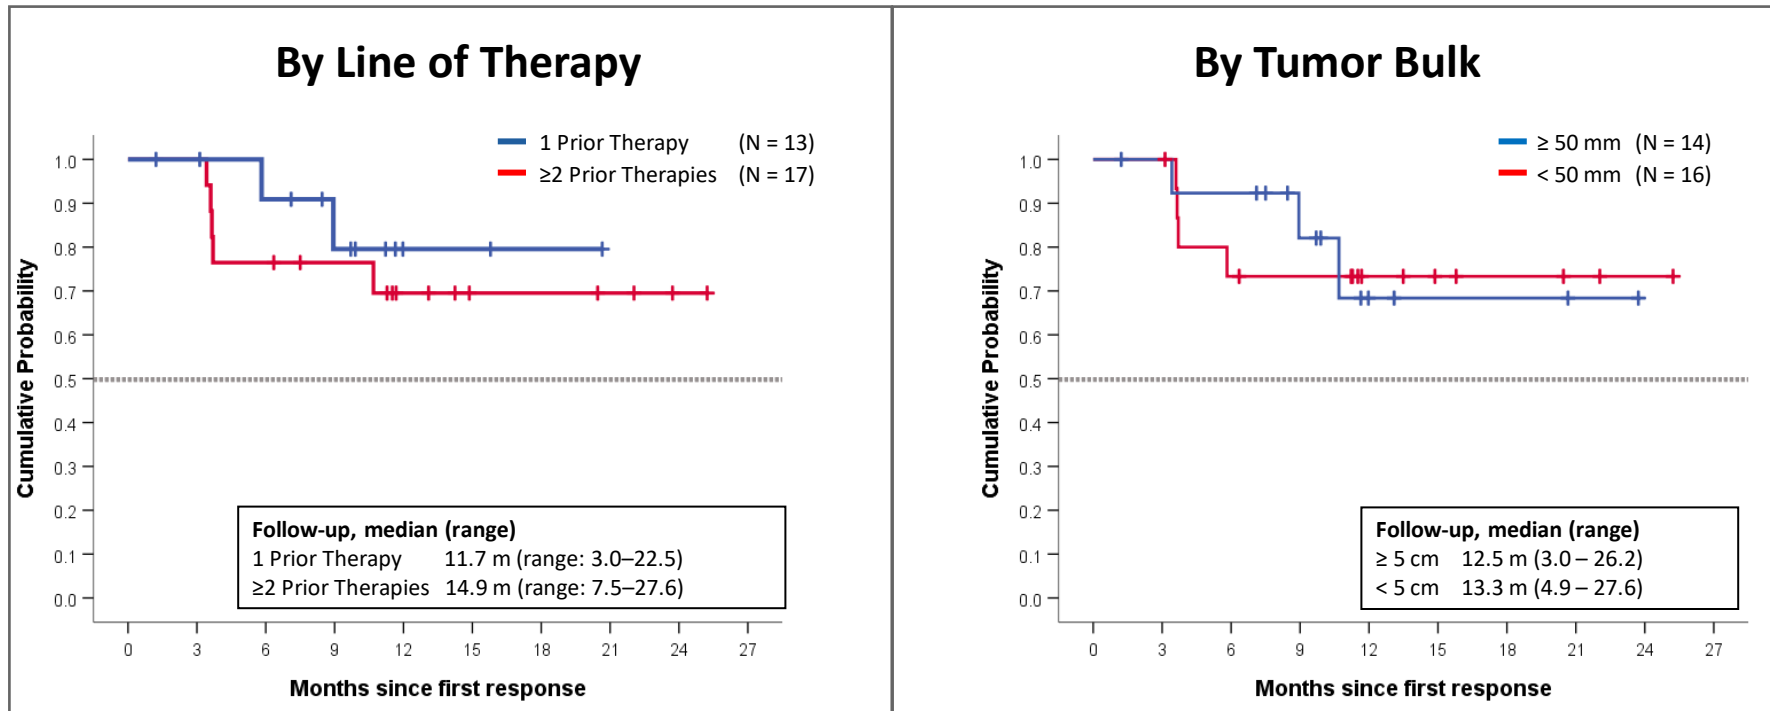 By Line of Therapy
1 Prior Therapy (N = 13)
≥2 Prior Therapies (N = 17)
Cumulative Probability
1.0
0.9
0.8
0.7
0.6
0.5
0.4
0.3
0.2
0.1
0.0
Follow-up, median (range)
1 Prior Therapy 11.7 m (range: 3.0–22.5)
≥2 Prior Therapies 14.9 m (range: 7.5–27.6)
0 3 6 9 12 15 18 21 24 27
Months since first response
By Tumor Bulk
≥ 50 mm (N = 14)
< 50 mm (N = 16)
Cumulative Probability
1.0
0.9
0.8
0.7
0.6
0.5
0.4
0.3
0.2
0.1
0.0
Follow-up, median (range)
≥ 5 cm 12.5 m (3.0 – 26.2)
< 5 cm 13.3 m (4.9 – 27.6)
0 3 6 9 12 15 18 21 24 27
Months since first response